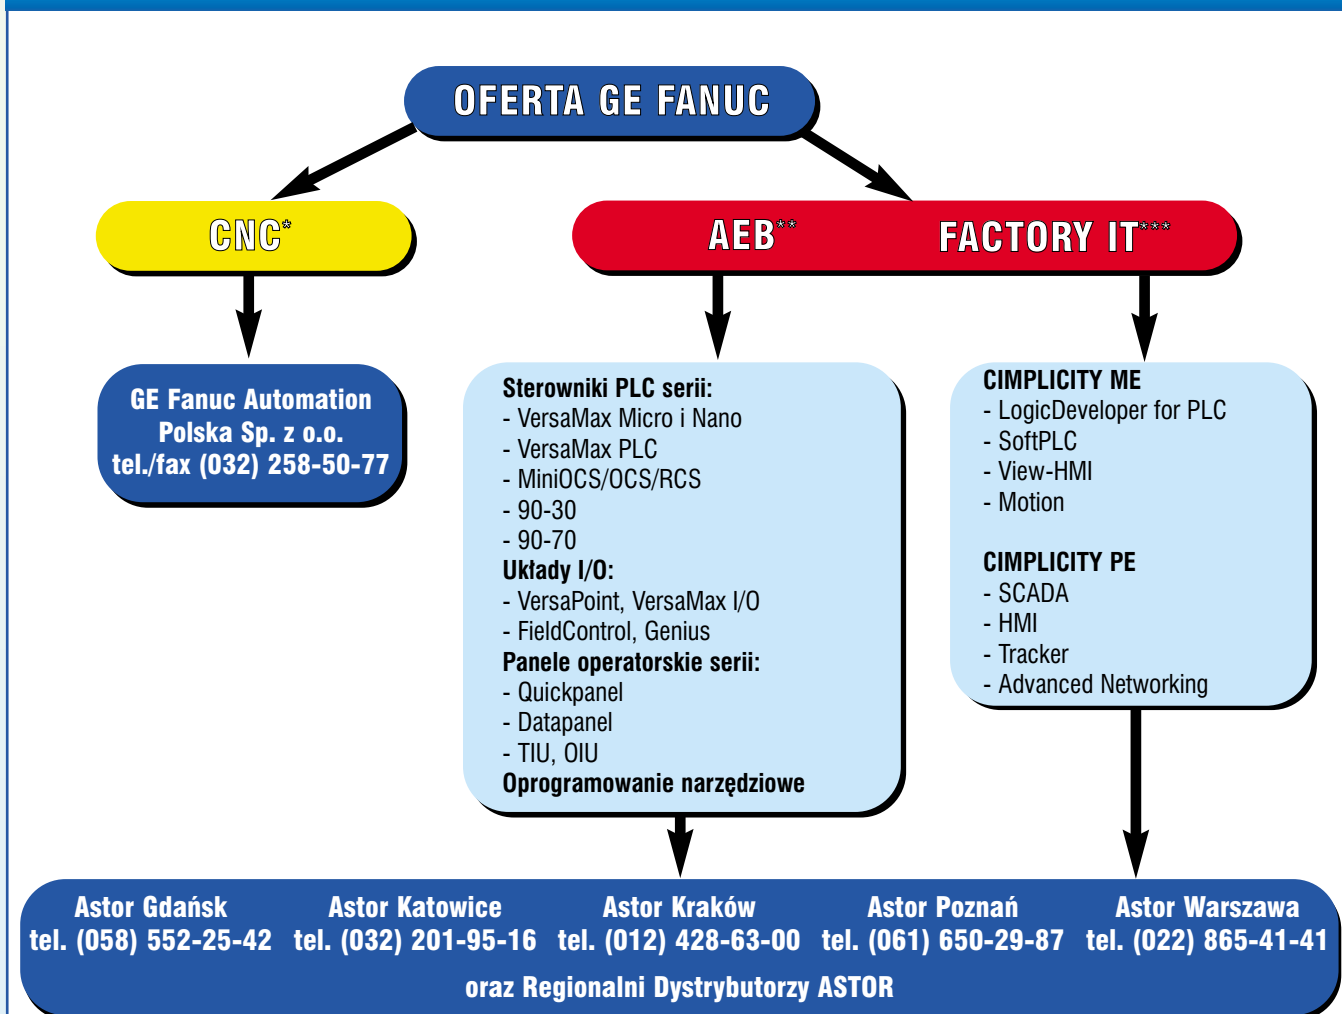 OFERTA GE FANUC
CNC*
AEB** FACTORY IT***
GE Fanuc Automation
Polska Sp. z o.o.
tel./fax (032) 258-50-77
Sterowniki PLC serii:
- VersaMax Micro i Nano
- VersaMax PLC
- MiniOCS/OCS/RCS
- 90-30
- 90-70
Układy I/O:
- VersaPoint, VersaMax I/O
- FieldControl, Genius
Panele operatorskie serii:
- Quickpanel
- Datapanel
- TIU, OIU
Oprogramowanie narzędziowe
CIMPLICITY ME
- LogicDeveloper for PLC
- SoftPLC
- View-HMI
- Motion
CIMPLICITY PE
- SCADA
- HMI
- Tracker
- Advanced Networking
Astor Gdańsk
tel. (058) 552-25-42
Astor Katowice
tel. (032) 201-95-16
Astor Kraków
tel. (012) 428-63-00
Astor Poznań
tel. (061) 650-29-87
Astor Warszawa
tel. (022) 865-41-41
oraz Regionalni Dystrybutorzy ASTOR